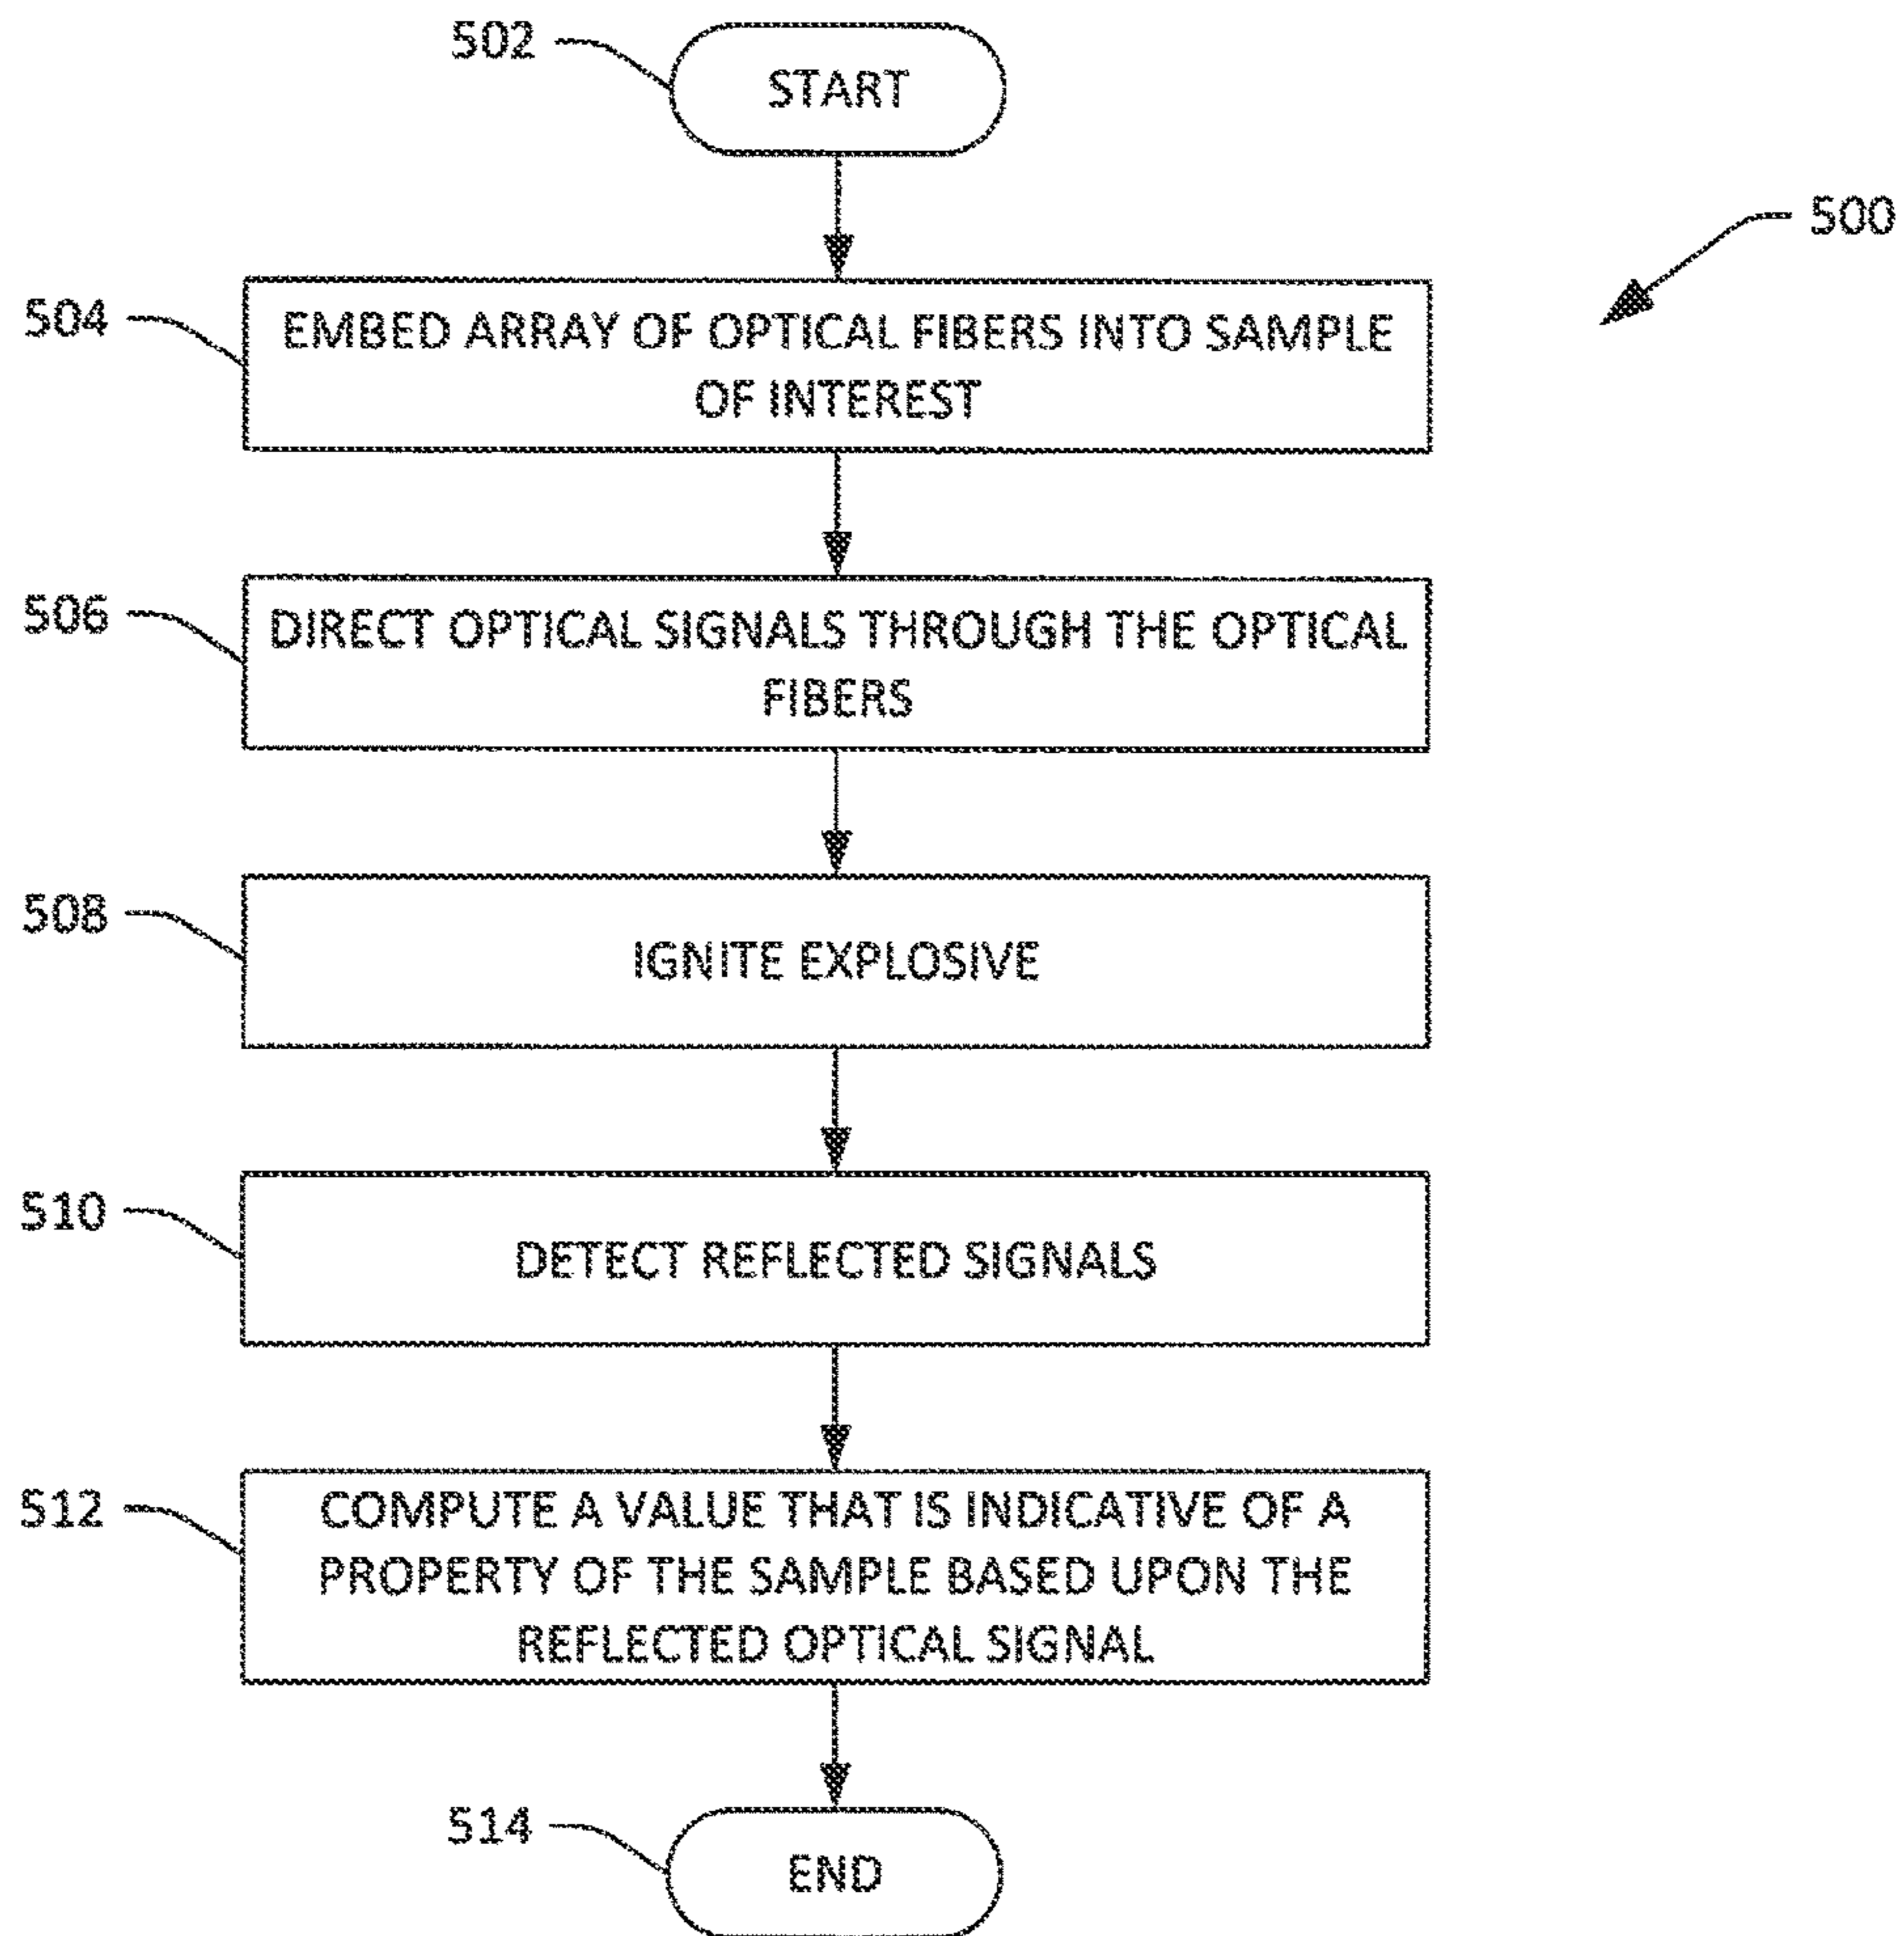 502
START
500
504
EMBED ARRAY OF OPTICAL FIBERS INTO SAMPLE
OF INTEREST
506
DIRECT OPTICAL SIGNALS THROUGH THE OPTICAL
FIBERS
508
IGNITE EXPLOSIVE
510
DETECT REFLECTED SIGNALS
512
COMPUTE A VALUE THAT IS INDICATIVE OF A
PROPERTY OF THE SAMPLE BASED UPON THE
REFLECTED OPTICAL SIGNAL
514
END